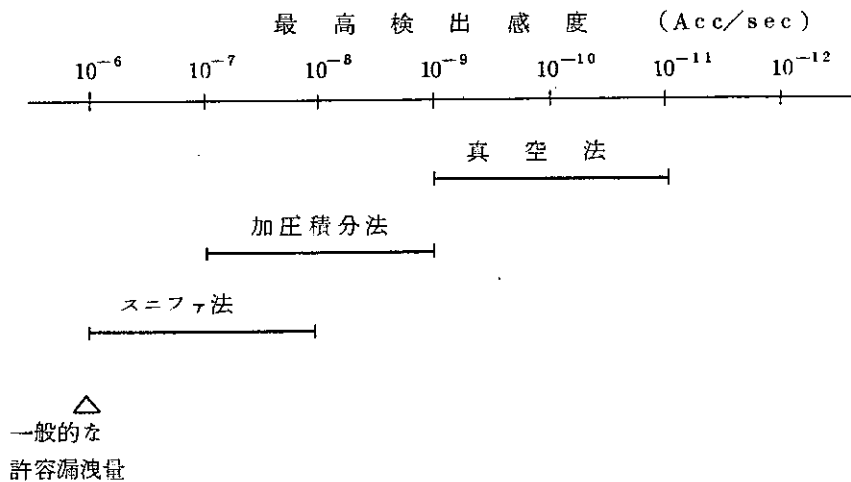 最高検出感度 (Acc/sec)
10⁻⁶ 10⁻⁷ 10⁻⁸ 10⁻⁹ 10⁻¹⁰ 10⁻¹¹ 10⁻¹²
真空法
加圧積分法
スニファ法
一般的な
許容漏洩量